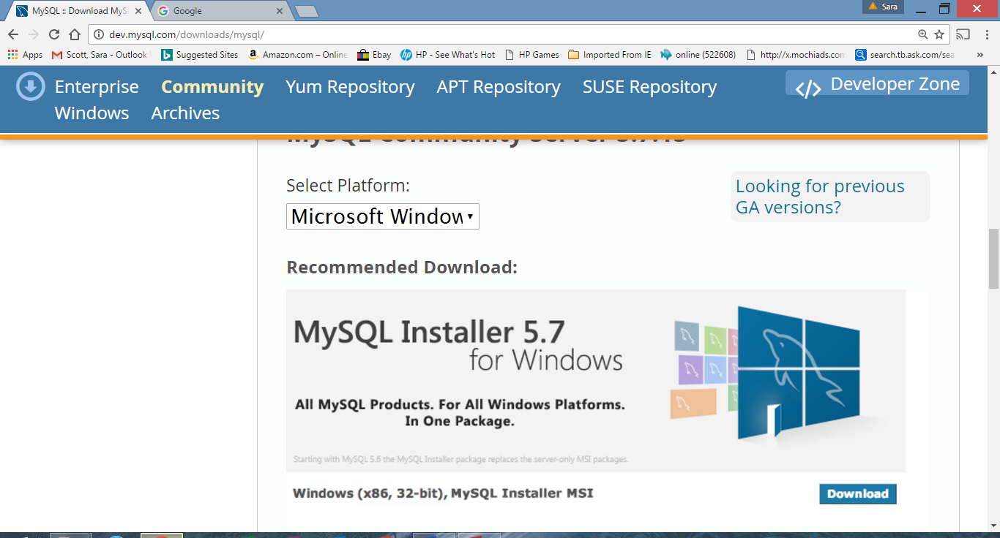 MySQL :: Download MyS
Google
Sara
dev.mysql.com/downloads/mysql/
Apps
Scott, Sara - Outlook
Suggested Sites
Amazon.com – Online
Ebay
HP - See What's Hot
HP Games
Imported From IE
online (522608)
http://x.mochiads.com
search.tb.ask.com/sea
»
Enterprise Community Yum Repository APT Repository SUSE Repository
</> Developer Zone
Windows Archives
MySQL Community Server 5.7.
Select Platform:
Looking for previous
GA versions?
Microsoft Window
Recommended Download:
MySQL Installer 5.7
for Windows
All MySQL Products. For All Windows Platforms.
In One Package.
Starting with MySQL 5.6 the MySQL Installer package replaces the server-only MSI packages.
Windows (x86, 32-bit), MySQL Installer MSI
Download